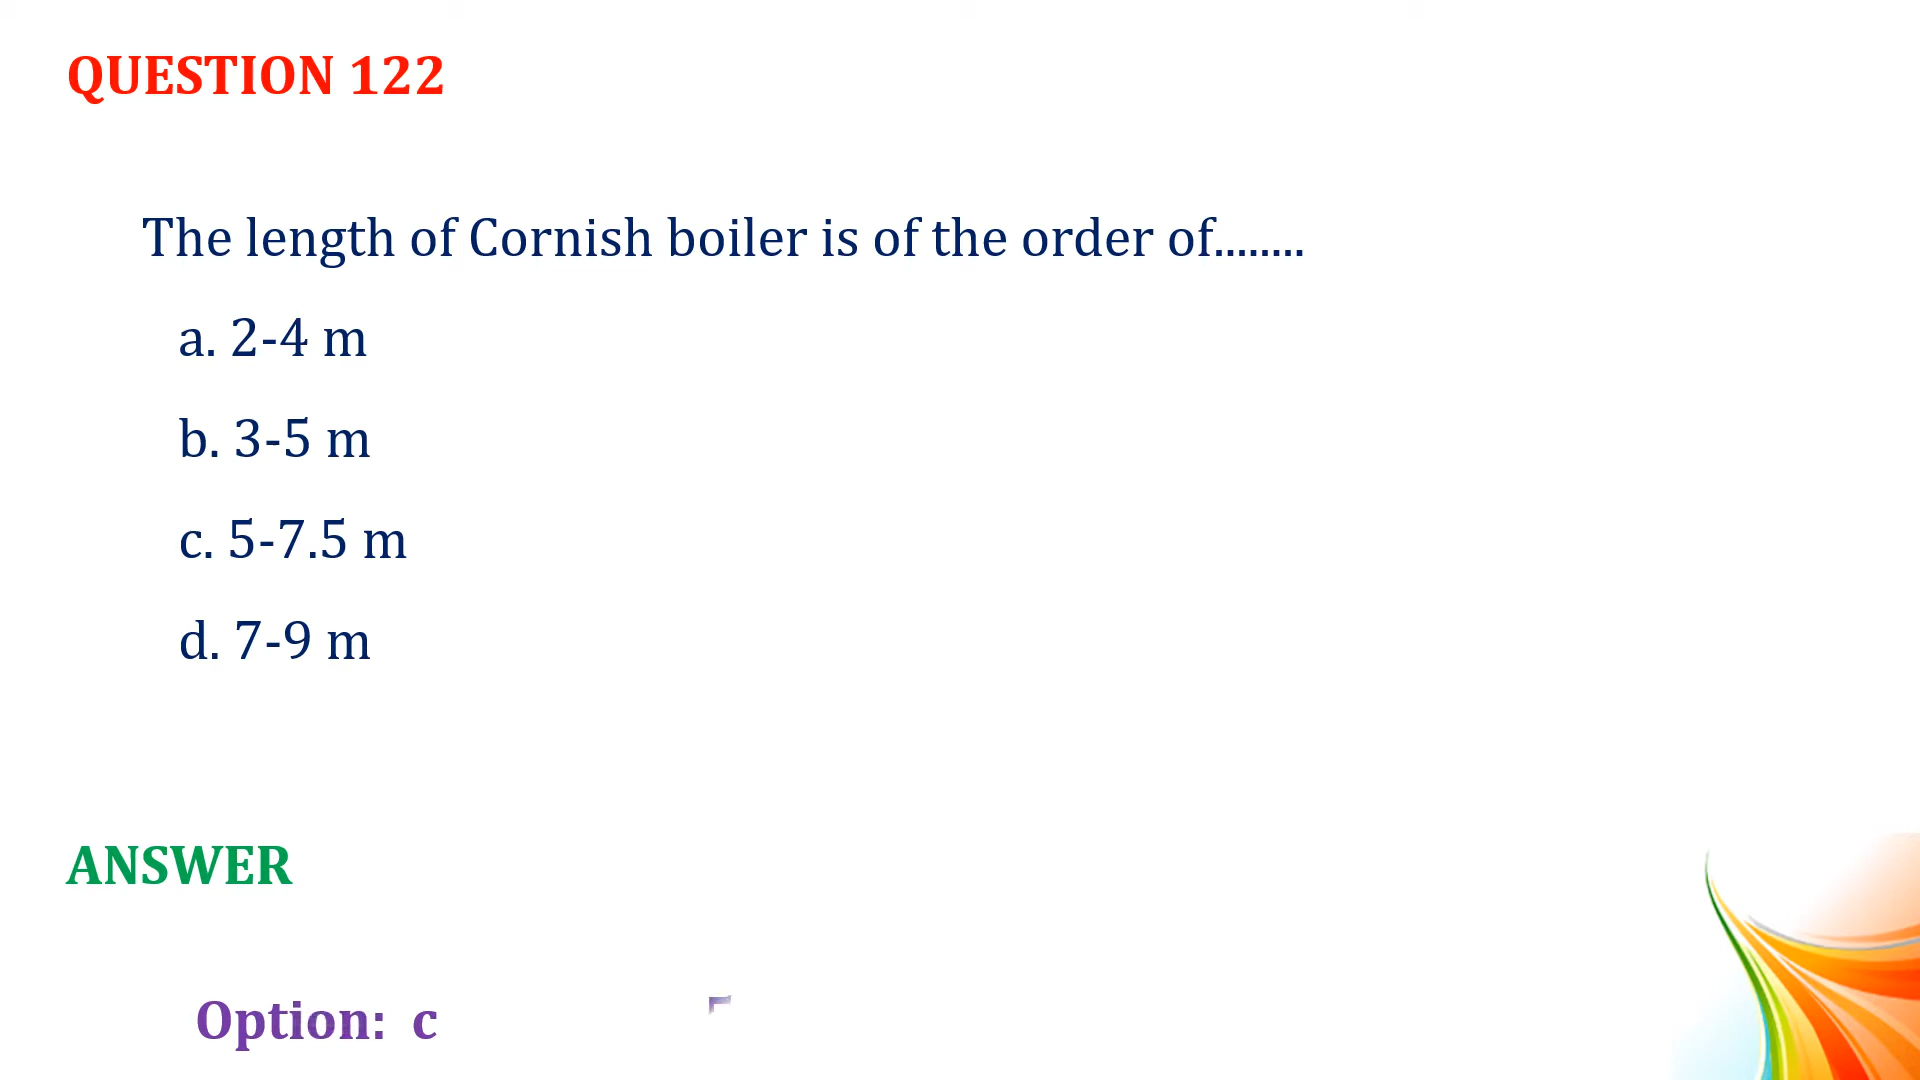 QUESTION 122
The length of Cornish boiler is of the order of........
a. 2-4 m
b. 3-5 m
c. 5-7.5 m
d. 7-9 m
ANSWER
Option: c